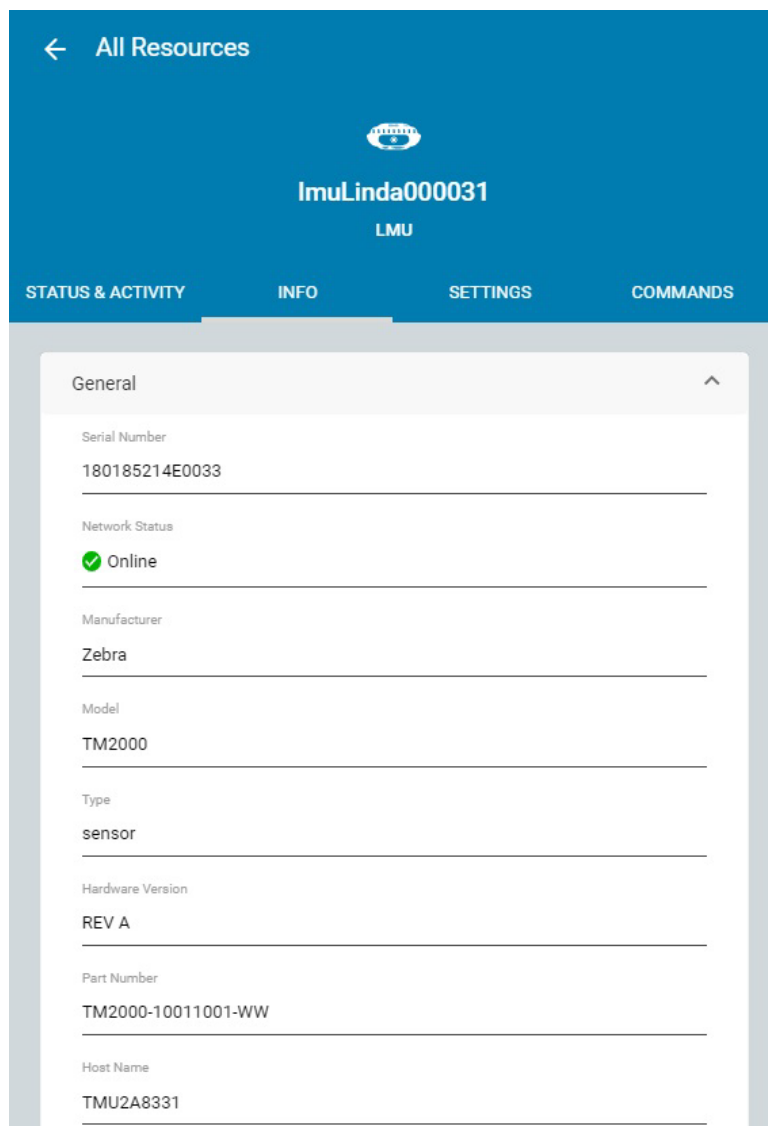 All Resources
lmuLinda000031
LMU
STATUS & ACTIVITY INFO SETTINGS COMMANDS
General
Serial Number
180185214E0033
Network Status
Online
Manufacturer
Zebra
Model
TM2000
Type
sensor
Hardware Version
REV A
Part Number
TM2000-10011001-WW
Host Name
TMU2A8331